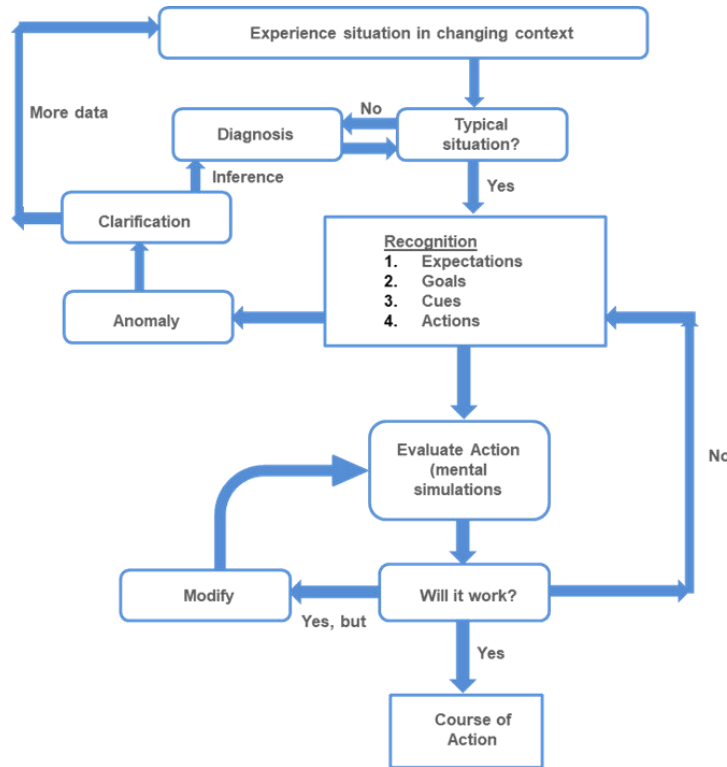 Experience situation in changing context
More data
No
Diagnosis
Typical
situation?
Inference
Yes
Clarification
Recognition
1. Expectations
2. Goals
3. Cues
4. Actions
Anomaly
Evaluate Action
(mental
simulations
No
Modify
Will it work?
Yes, but
Yes
Course of
Action